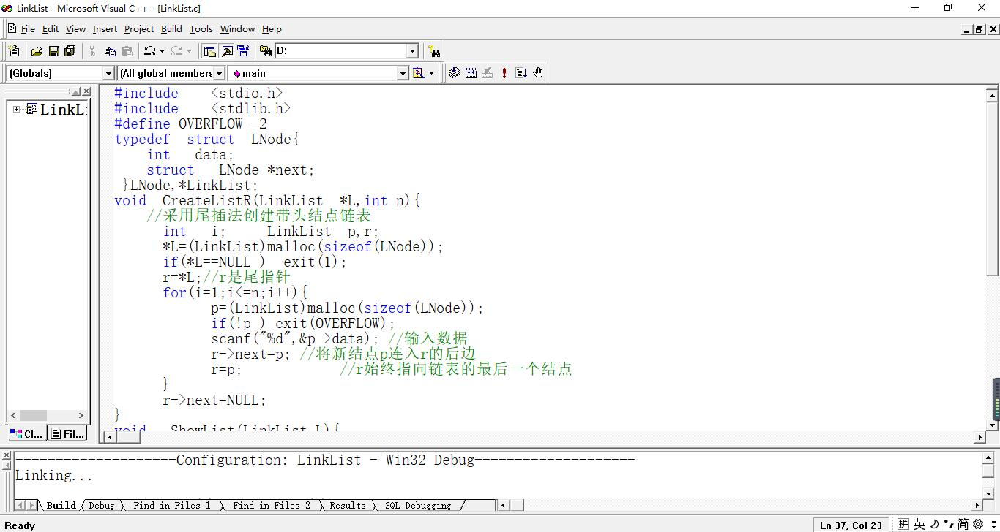 LinkList - Microsoft Visual C++ - [LinkList.c]
File Edit View Insert Project Build Tools Window Help
D:
(Globals) (All global members main
LinkL
Cl... Fil...
#include    <stdio.h>
#include    <stdlib.h>
#define OVERFLOW -2
typedef  struct  LNode{
int   data;
struct   LNode *next;
}LNode,*LinkList;
void  CreateListR(LinkList  *L,int n){
//采用尾插法创建带头结点链表
int   i;     LinkList  p,r;
*L=(LinkList)malloc(sizeof(LNode));
if(*L==NULL )  exit(1);
r=*L;//r是尾指针
for(i=1;i<=n;i++){
p=(LinkList)malloc(sizeof(LNode));
if(!p ) exit(OVERFLOW);
scanf("%d",&p->data); //输入数据
r->next=p; //将新结点p连入r的后边
r=p;            //r始终指向链表的最后一个结点
}
r->next=NULL;
}
void   ShowList(LinkList L){
--------------------Configuration: LinkList - Win32 Debug--------------------
Linking...
Build Debug Find in Files 1 Find in Files 2 Results SQL Debugging
Ready Ln 37, Col 23 拼 英 简